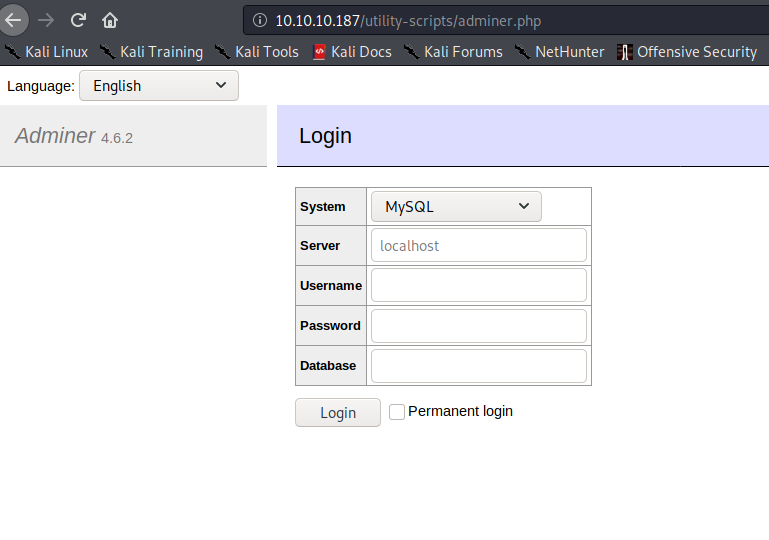 10.10.10.187/utility-scripts/adminer.php
Kali Linux Kali Training Kali Tools Kali Docs Kali Forums NetHunter Offensive Security
Language: English
Adminer 4.6.2
Login
System MySQL
Server localhost
Username
Password
Database
Login Permanent login